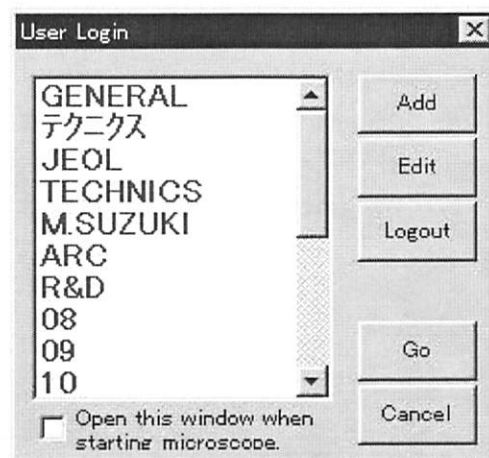 User Login
GENERAL
テクニクス
JEOL
TECHNICS
M.SUZUKI
ARC
R&D
08
09
10
Add
Edit
Logout
Go
Cancel
Open this window when
starting microscope.